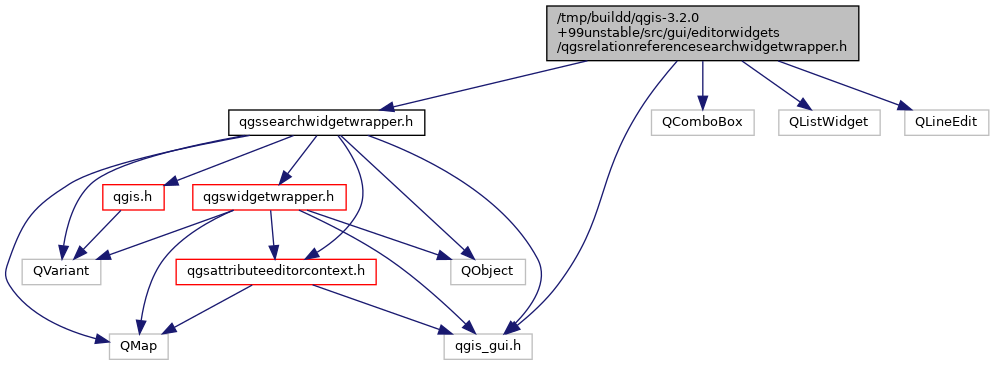 /tmp/buildd/qgis-3.2.0
+99unstable/src/gui/editorwidgets
/qgsrelationreferencesearchwidgetwrapper.h
qgssearchwidgetwrapper.h
QComboBox
QListWidget
QLineEdit
qgis.h
qgswidgetwrapper.h
QVariant
qgsattributeeditorcontext.h
QObject
QMap
qgis_gui.h